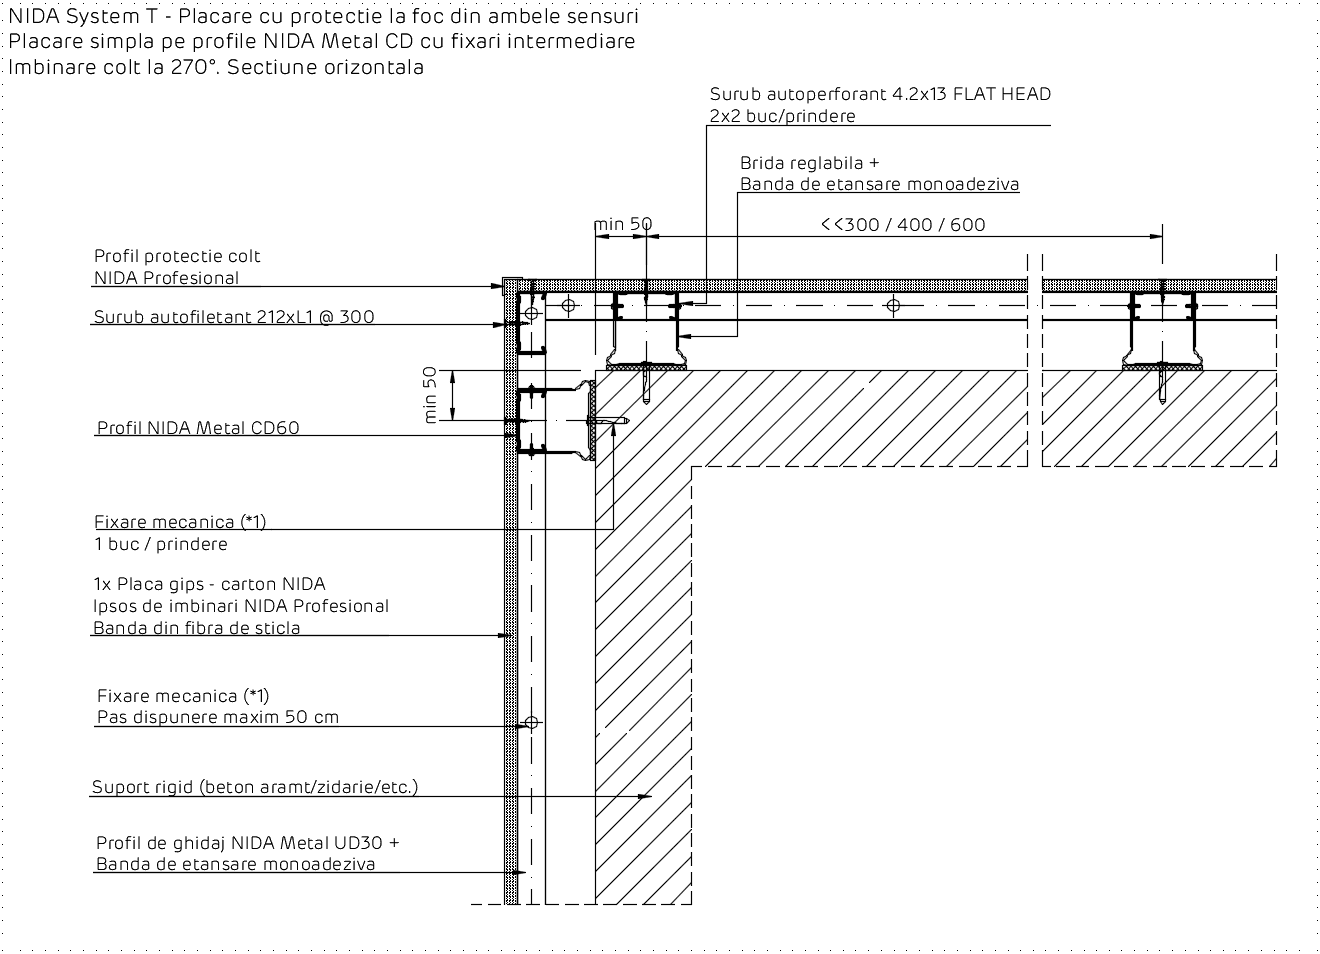 NIDA System T - Placare cu protectie la foc din ambele sensuri
Placare simpla pe profile NIDA Metal CD cu fixari intermediare
Imbinare colt la 270°. Sectiune orizontala
Surub autoperforant 4.2x13 FLAT HEAD
2x2 buc/prindere
Brida reglabila +
Banda de etansare monoadeziva
min 50
<<300 / 400 / 600
Profil protectie colt
NIDA Profesional
Surub autofiletant 212xL1 @ 300
min 50
Profil NIDA Metal CD60
Fixare mecanica (*1)
1 buc / prindere
1x Placa gips - carton NIDA
Ipsos de imbinari NIDA Profesional
Banda din fibra de sticla
Fixare mecanica (*1)
Pas dispunere maxim 50 cm
Suport rigid (beton aramt/zidarie/etc.)
Profil de ghidaj NIDA Metal UD30 +
Banda de etansare monoadeziva